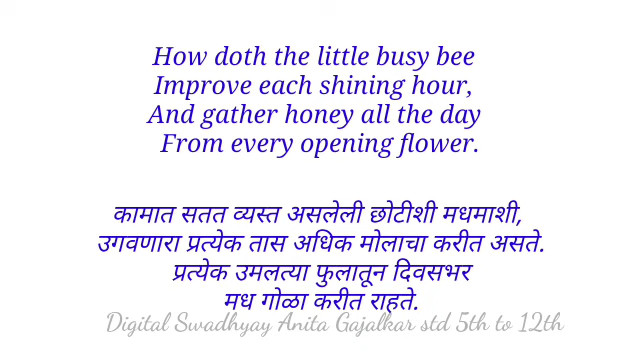 How doth the little busy bee
Improve each shining hour,
And gather honey all the day
From every opening flower.
कामात सतत व्यस्त असलेली छोटीशी मधमाशी,
उगवणारा प्रत्येक तास अधिक मोलाचा करीत असते.
प्रत्येक उमलत्या फुलातून दिवसभर
मध गोळा करीत राहते.
Digital Swadhyay Anita Gajalkar std 5th to 12th